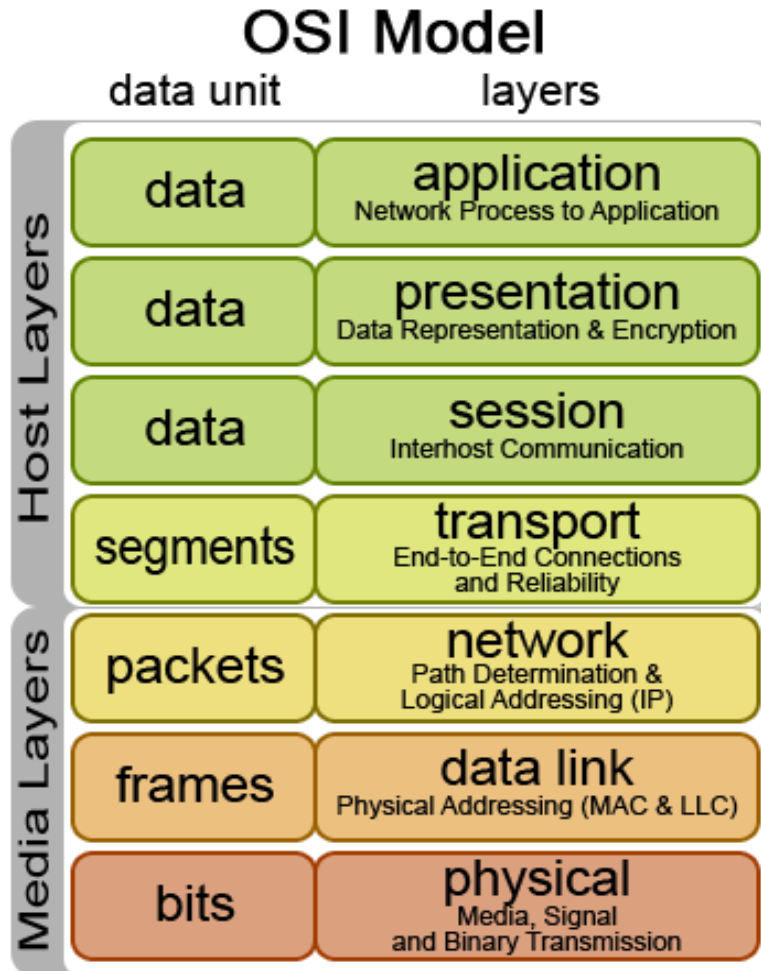 OSI Model
data unit layers
Host Layers
data
application
Network Process to Application
data
presentation
Data Representation & Encryption
data
session
Interhost Communication
segments
transport
End-to-End Connections
and Reliability
Media Layers
packets
network
Path Determination &
Logical Addressing (IP)
frames
data link
Physical Addressing (MAC & LLC)
bits
physical
Media, Signal
and Binary Transmission